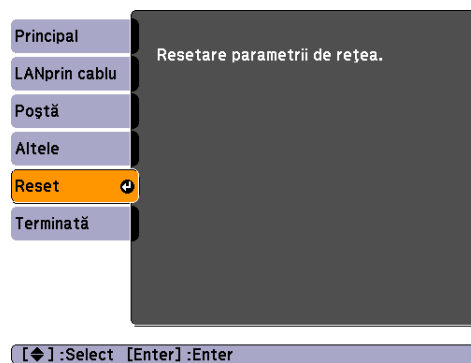 Principal
LANprin cablu
Poştă
Altele
Reset
Terminată
Resetare parametrii de reţea.
[◆] :Select [Enter] :Enter